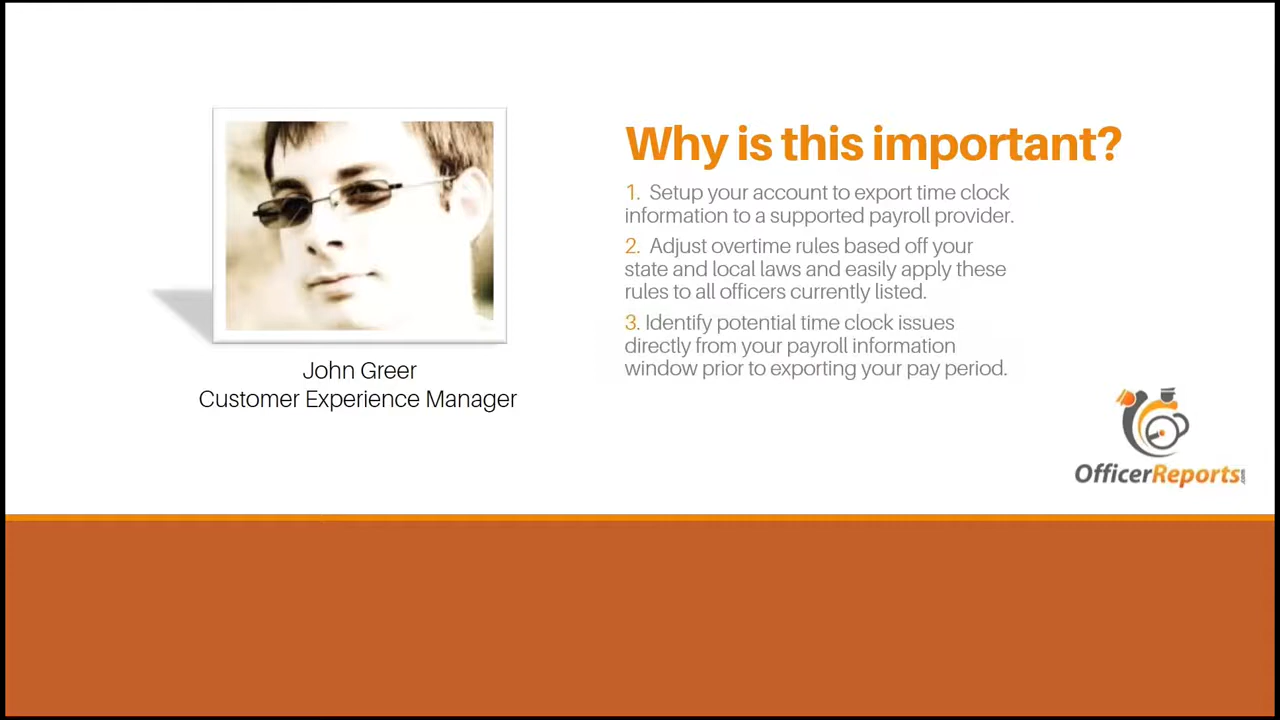 Why is this important?
1. Setup your account to export time clock
information to a supported payroll provider.
2. Adjust overtime rules based off your
state and local laws and easily apply these
rules to all officers currently listed.
3. Identify potential time clock issues
directly from your payroll information
window prior to exporting your pay period.
John Greer
Customer Experience Manager
OfficerReports.com